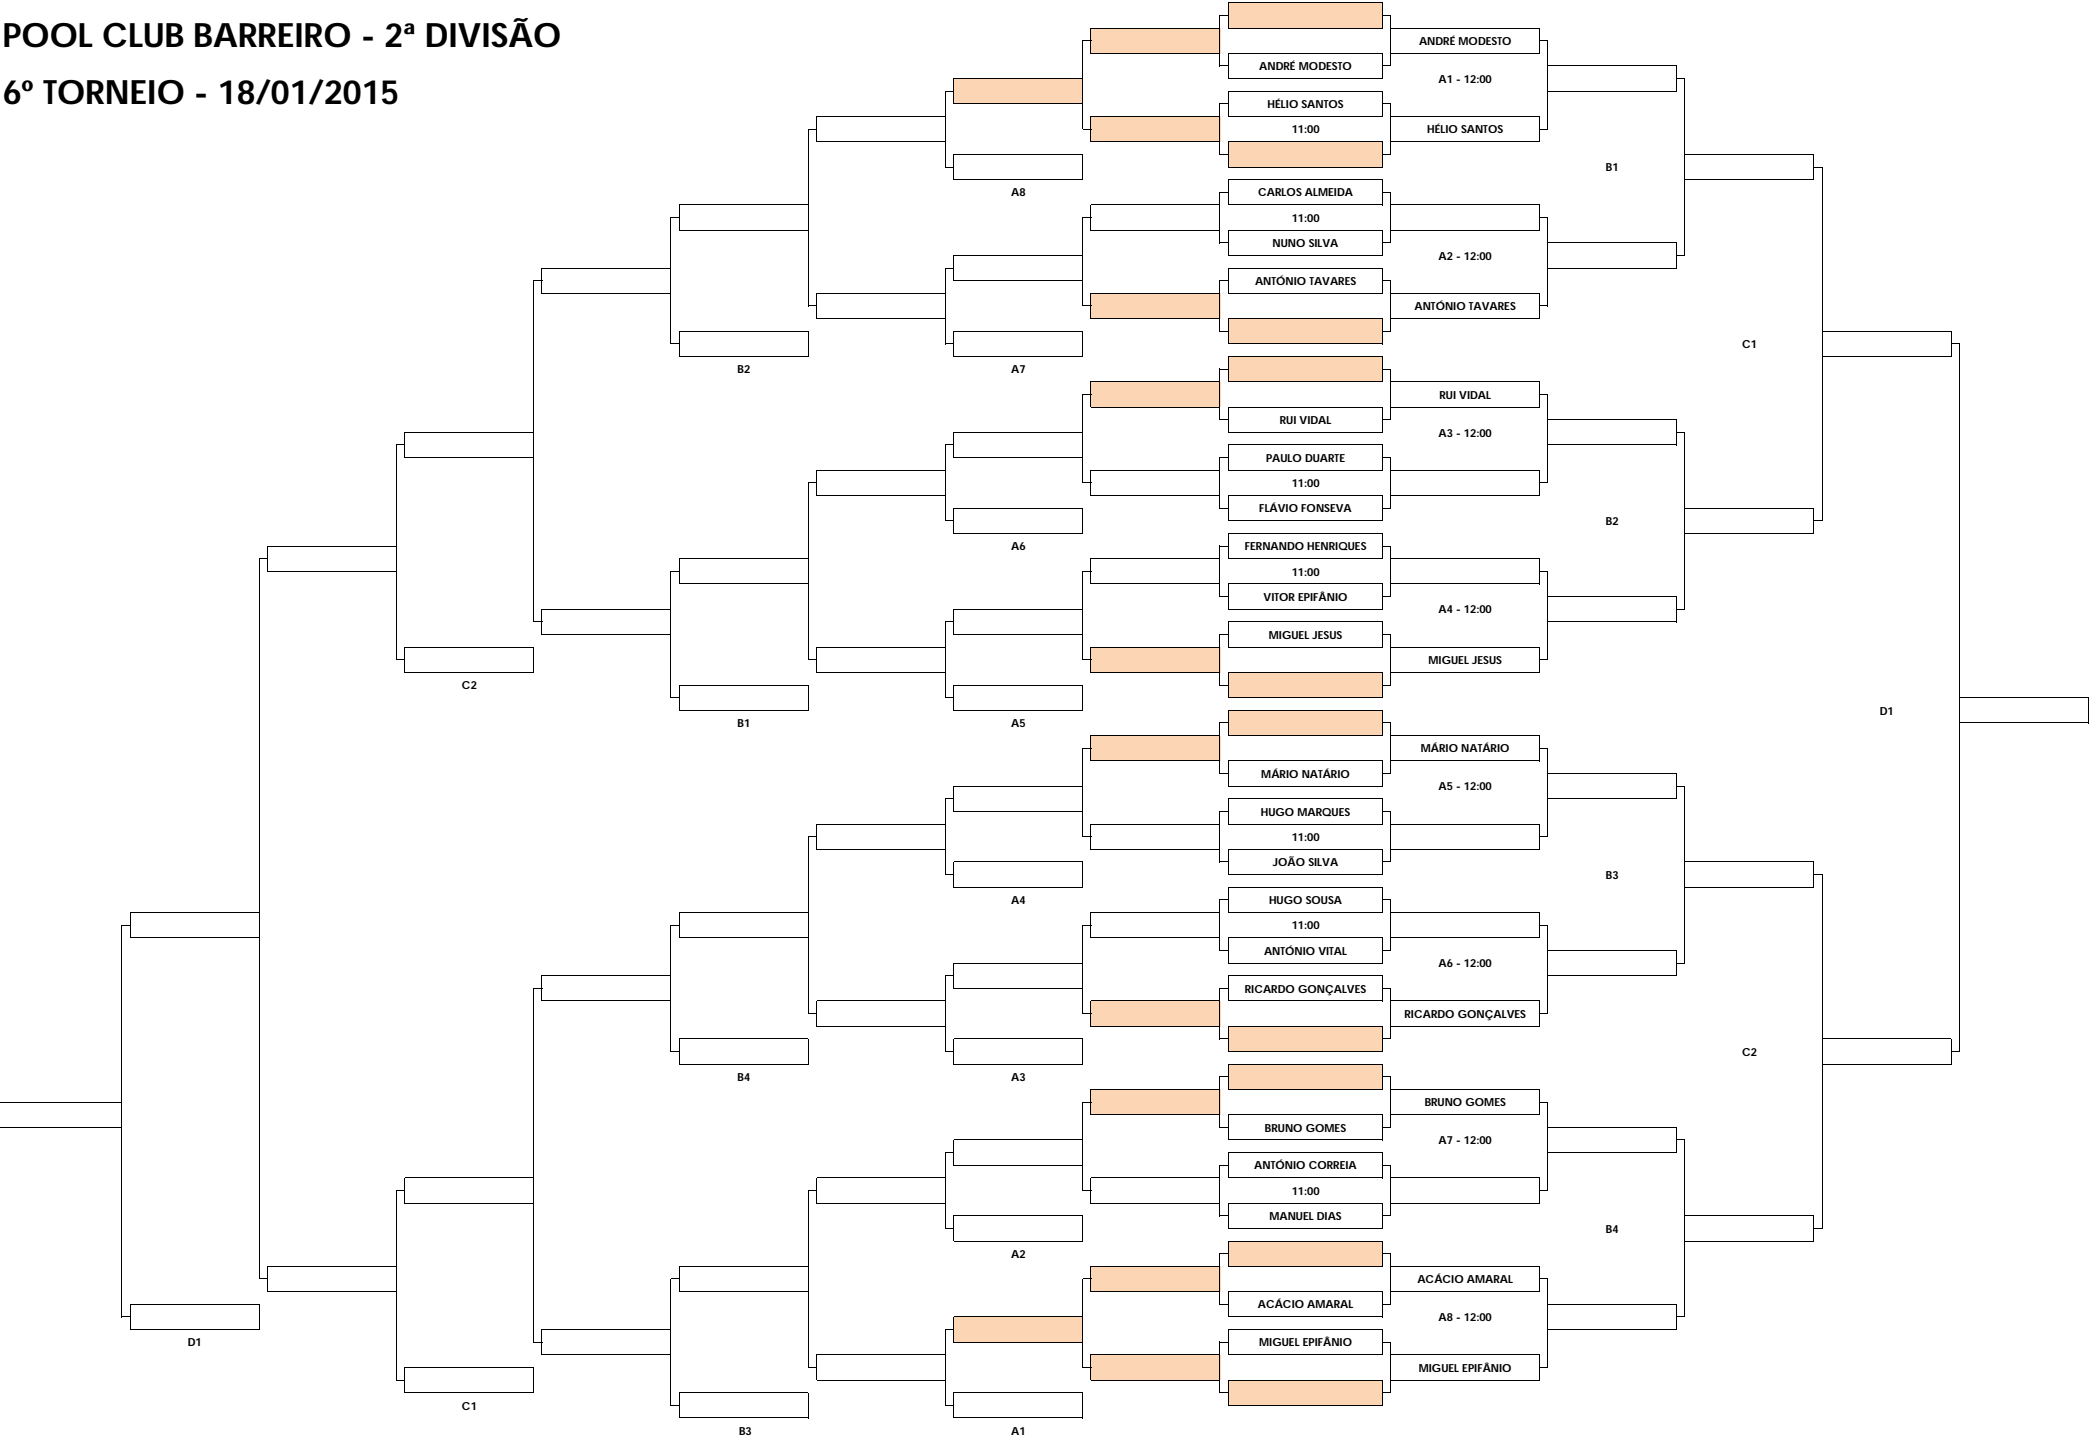 POOL CLUB BARREIRO - 2ª DIVISÃO
6º TORNEIO - 18/01/2015
ANDRÉ MODESTO
ANDRÉ MODESTO
A1 - 12:00
HÉLIO SANTOS
11:00
HÉLIO SANTOS
B1
A8
CARLOS ALMEIDA
11:00
NUNO SILVA
A2 - 12:00
ANTÓNIO TAVARES
ANTÓNIO TAVARES
C1
B2
A7
RUI VIDAL
RUI VIDAL
A3 - 12:00
PAULO DUARTE
11:00
FLÁVIO FONSEVA
B2
A6
FERNANDO HENRIQUES
11:00
VITOR EPIFÂNIO
A4 - 12:00
MIGUEL JESUS
MIGUEL JESUS
C2
D1
B1
A5
MÁRIO NATÁRIO
MÁRIO NATÁRIO
A5 - 12:00
HUGO MARQUES
11:00
JOÃO SILVA
B3
A4
HUGO SOUSA
11:00
ANTÓNIO VITAL
A6 - 12:00
RICARDO GONÇALVES
RICARDO GONÇALVES
C2
B4
A3
BRUNO GOMES
BRUNO GOMES
A7 - 12:00
ANTÓNIO CORREIA
11:00
MANUEL DIAS
B4
A2
ACÁCIO AMARAL
ACÁCIO AMARAL
A8 - 12:00
D1
MIGUEL EPIFÂNIO
MIGUEL EPIFÂNIO
C1
B3
A1